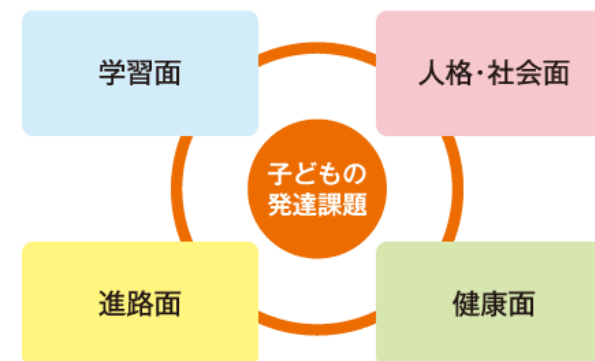 学習面
人格・社会面
子どもの
発達課題
進路面
健康面